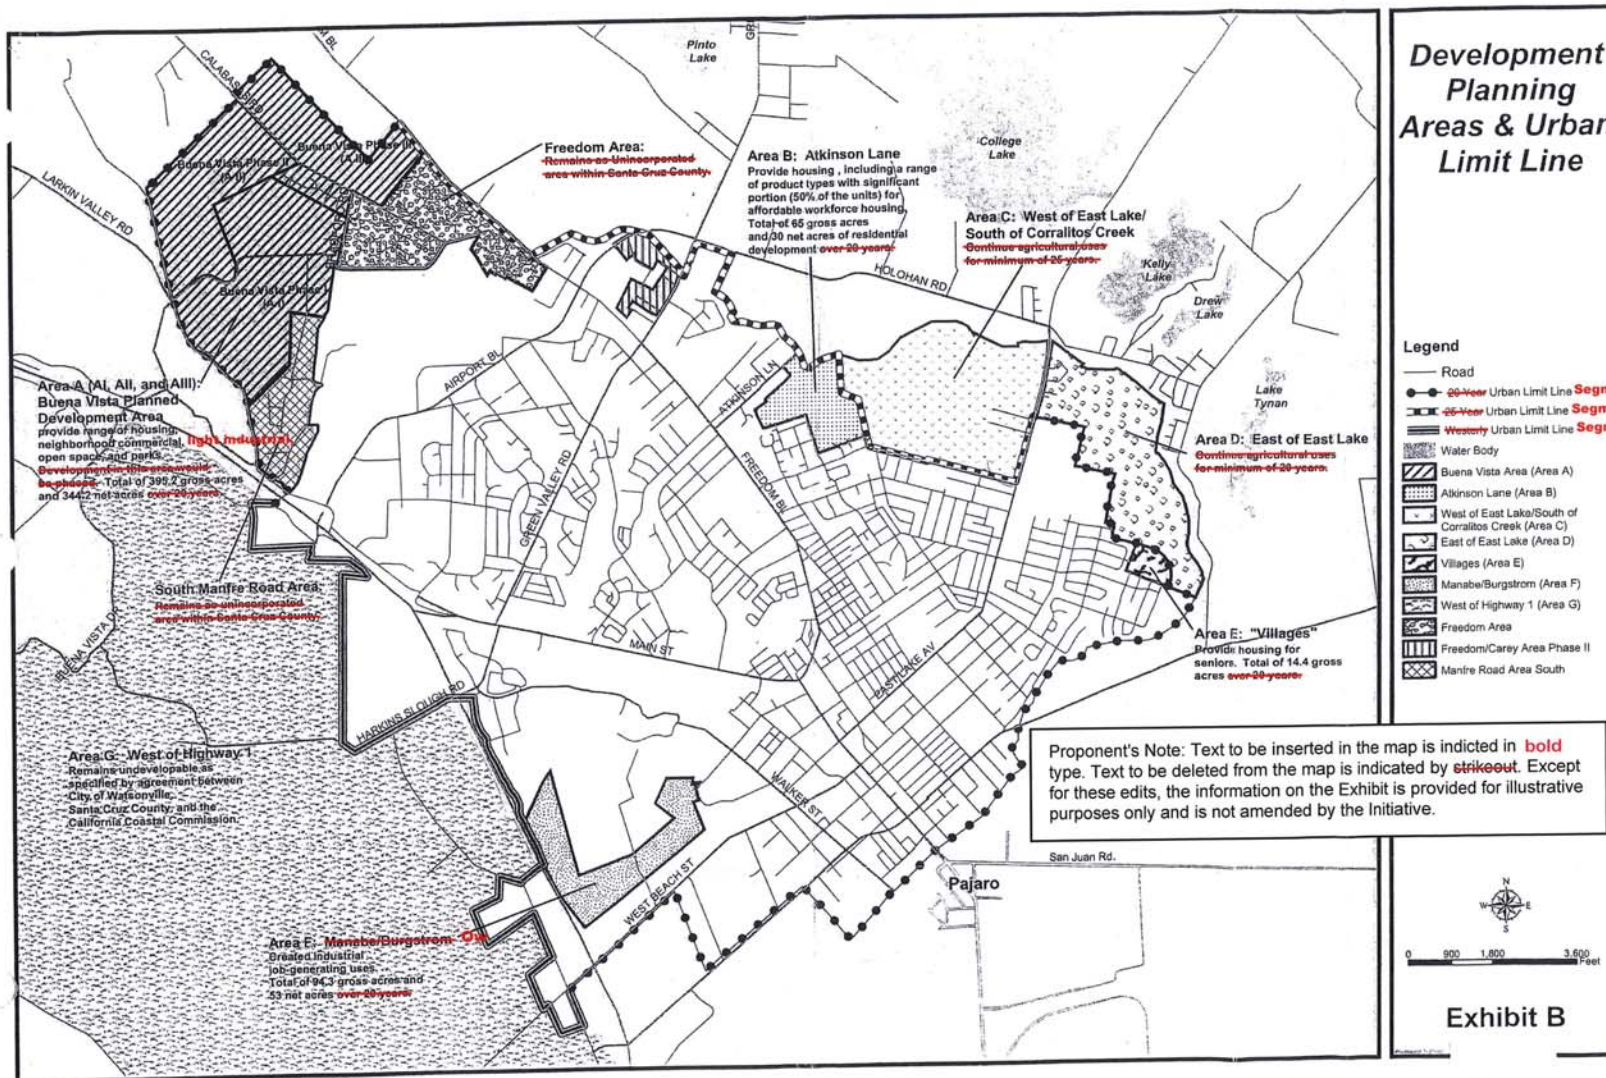 Development
Planning
Areas & Urban
Limit Line
Legend
Road
20-Year Urban Limit Line Segm
25-Year Urban Limit Line Segm
Westerly Urban Limit Line Segm
Water Body
Buena Vista Area (Area A)
Atkinson Lane (Area B)
West of East Lake/South of
Corralitos Creek (Area C)
East of East Lake (Area D)
Villages (Area E)
Manabe/Burgstrom (Area F)
West of Highway 1 (Area G)
Freedom Area
Freedom/Carey Area Phase II
Manfre Road Area South
N
W E
S
0 900 1,800 3,600
Feet
Exhibit B
Pinto
Lake
College
Lake
Kelly
Lake
Drew
Lake
Lake
Tynan
CALABASAS RD
LARKIN VALLEY RD
Buena Vista Phase III
(A III)
Buena Vista Phase II
(A II)
Buena Vista Phase I
(A I)
Freedom Area:
Remains as Unincorporated
area within Santa Cruz County.
Area B: Atkinson Lane
Provide housing , including a range
of product types with significant
portion (50% of the units) for
affordable workforce housing.
Total of 65 gross acres
and/30 net acres of residential
development over 20 years.
Area C: West of East Lake/
South of Corralitos Creek
Continue agricultural uses
for minimum of 25 years.
HOLOHAN RD
AIRPORT BL
ATKINSON LN
GREEN VALLEY RD
FREEDOM BL
Area A (AI, AII, and AIII):
Buena Vista Planned
Development Area
provide range of housing,
neighborhood commercial, light industrial,
open space, and parks.
Development in this area would
be phased. Total of 395.2 gross acres
and 344.2 net acres over 20 years.
Area D: East of East Lake
Continue agricultural uses
for minimum of 20 years.
South Manfre Road Area:
Remains as unincorporated
area within Santa Cruz County.
BUENA VISTA DR
MAIN ST
EAST LAKE AV
HARKINS SLOUGH RD
WALKER ST
WEST BEACH ST
Area E: "Villages"
Provide housing for
seniors. Total of 14.4 gross
acres over 20 years.
Area G: West of Highway 1
Remains undevelopable as
specified by agreement between
City of Watsonville,
Santa Cruz County, and the
California Coastal Commission.
Proponent's Note: Text to be inserted in the map is indicted in bold
type. Text to be deleted from the map is indicated by strikeout. Except
for these edits, the information on the Exhibit is provided for illustrative
purposes only and is not amended by the Initiative.
San Juan Rd.
Pajaro
Area F: Manabe/Burgstrom Ow
Created Industrial
job-generating uses.
Total of 94.3 gross acres and
53 net acres over 20 years.